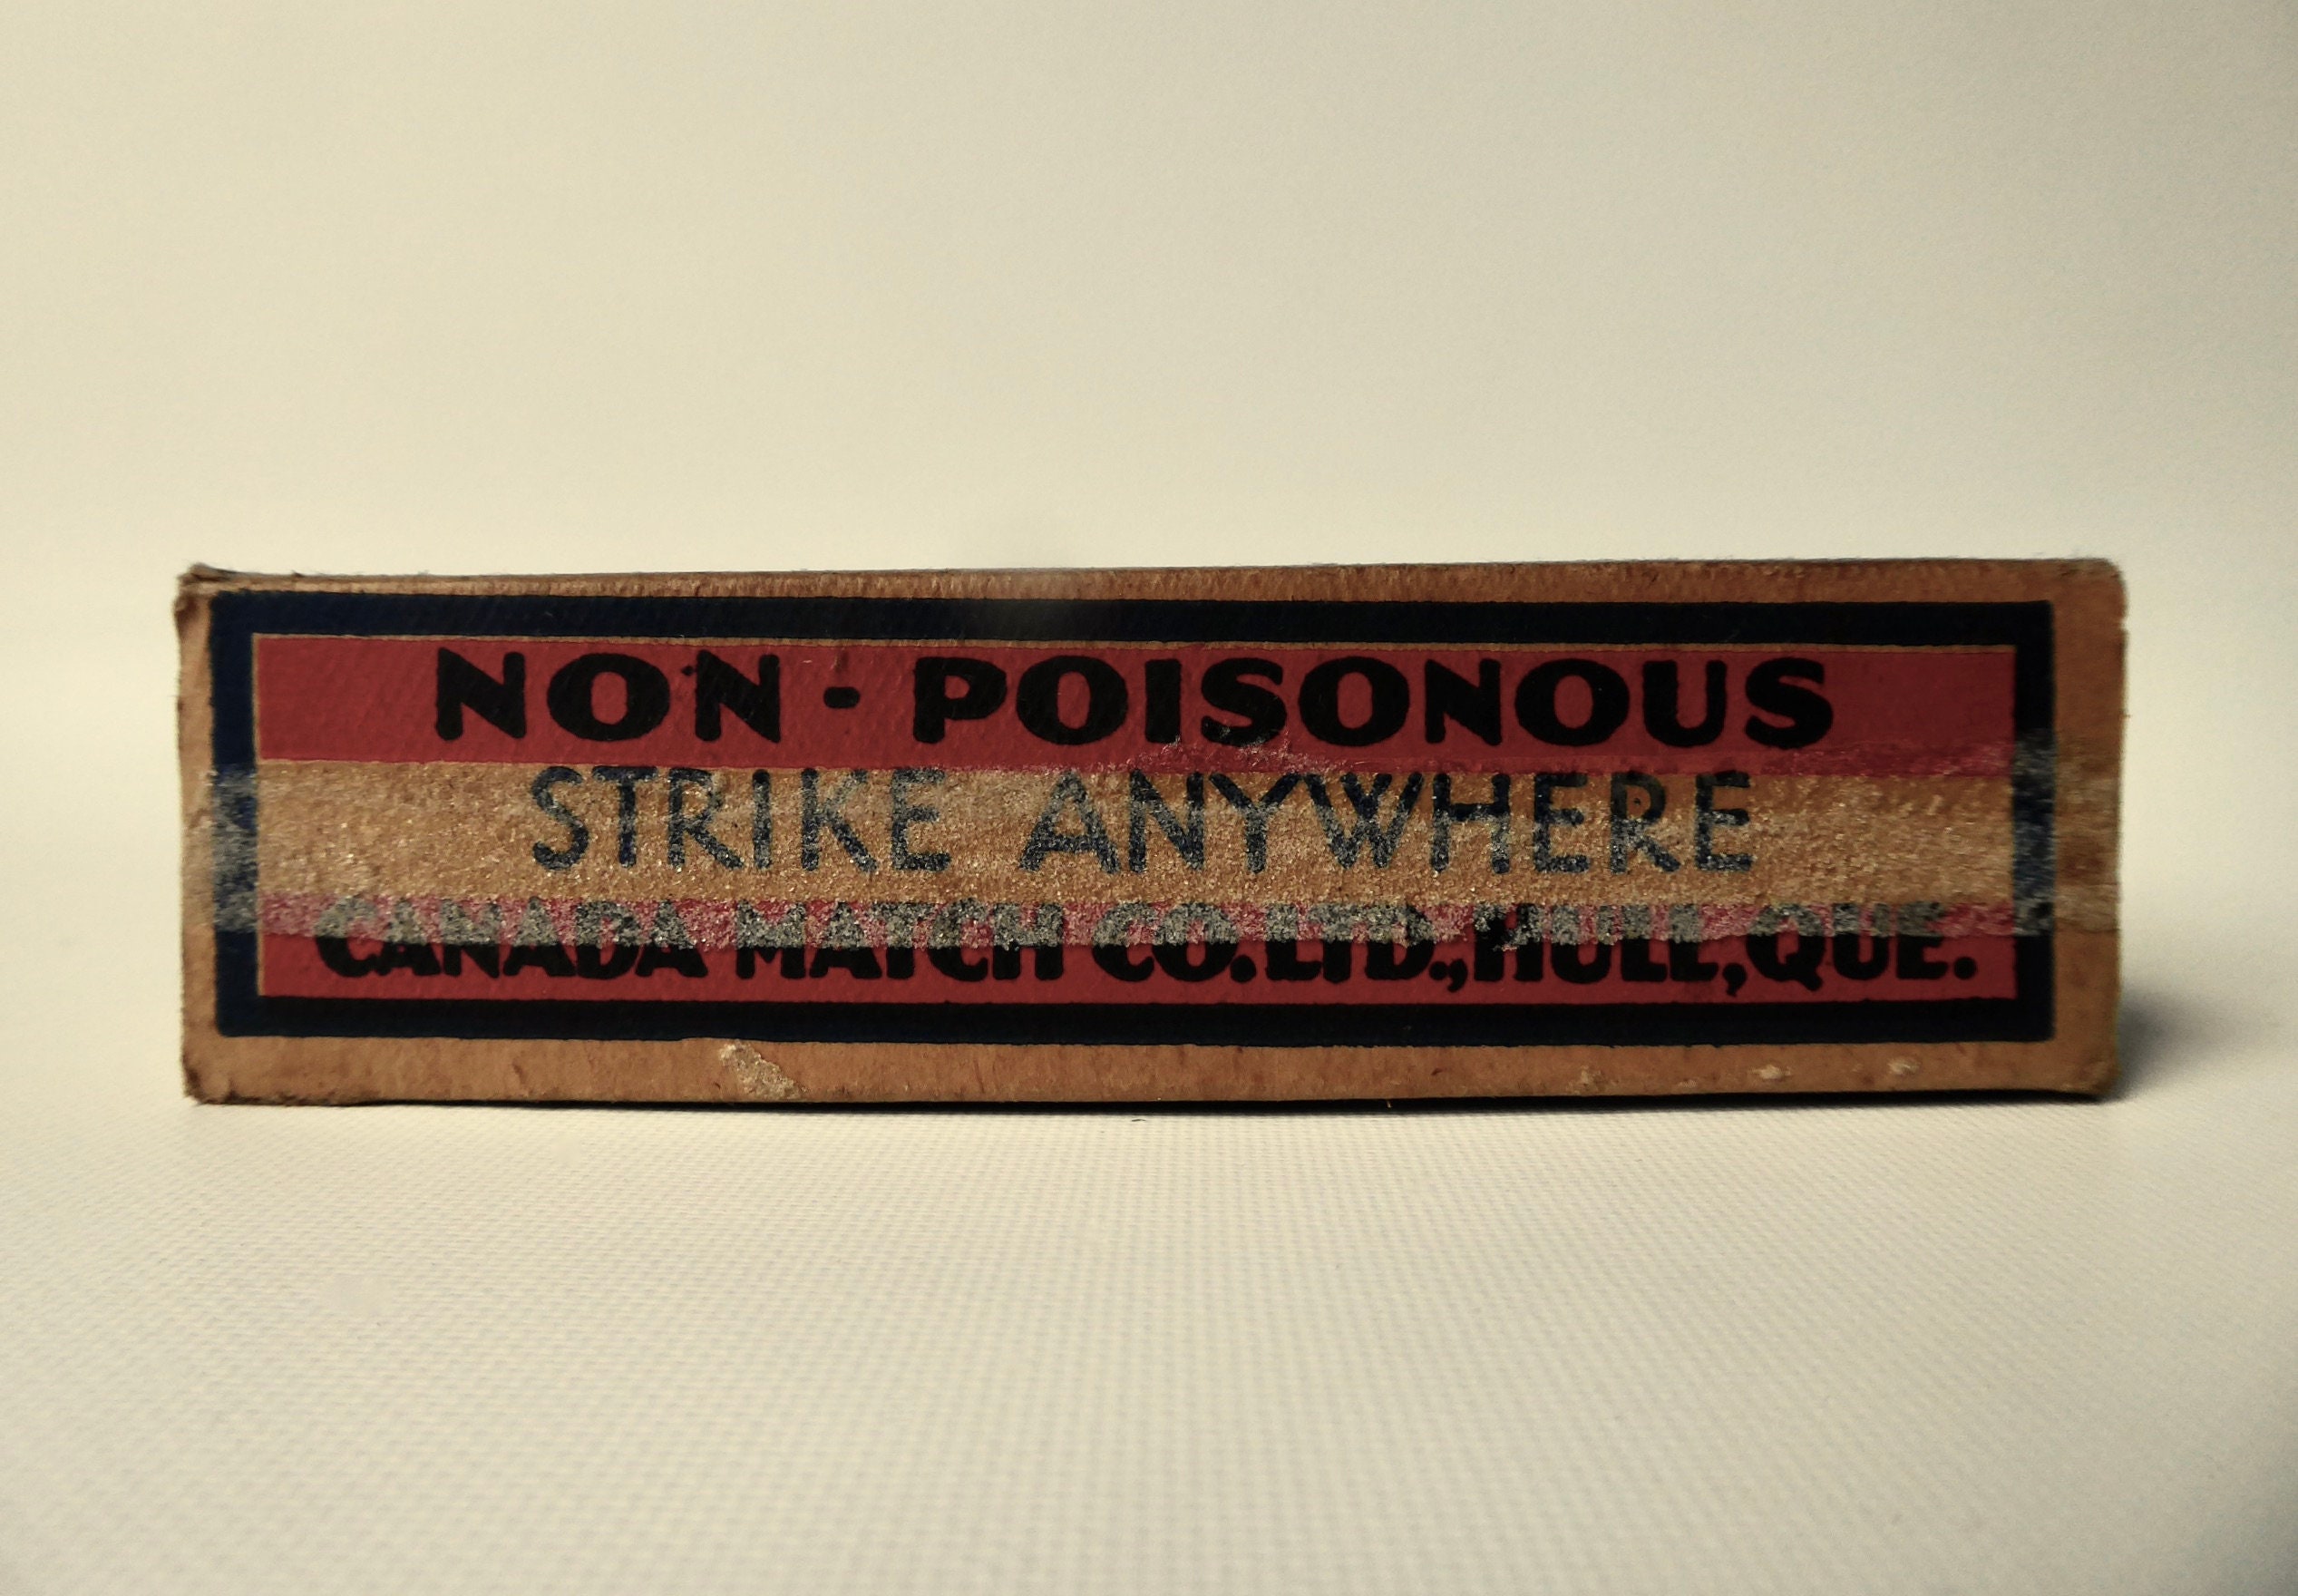 NON - POISONOUS
STRIKE ANYWHERE
CANADA MATCH CO. LTD., HULL, QUE.